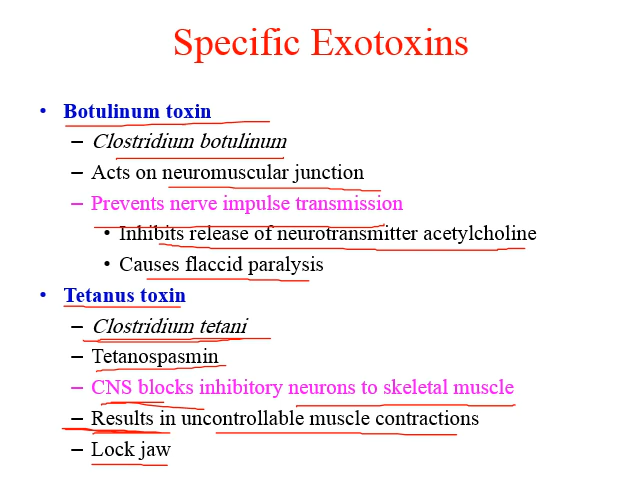 Specific Exotoxins
• Botulinum toxin
– Clostridium botulinum
– Acts on neuromuscular junction
– Prevents nerve impulse transmission
• Inhibits release of neurotransmitter acetylcholine
• Causes flaccid paralysis
• Tetanus toxin
– Clostridium tetani
– Tetanospasmin
– CNS blocks inhibitory neurons to skeletal muscle
– Results in uncontrollable muscle contractions
– Lock jaw